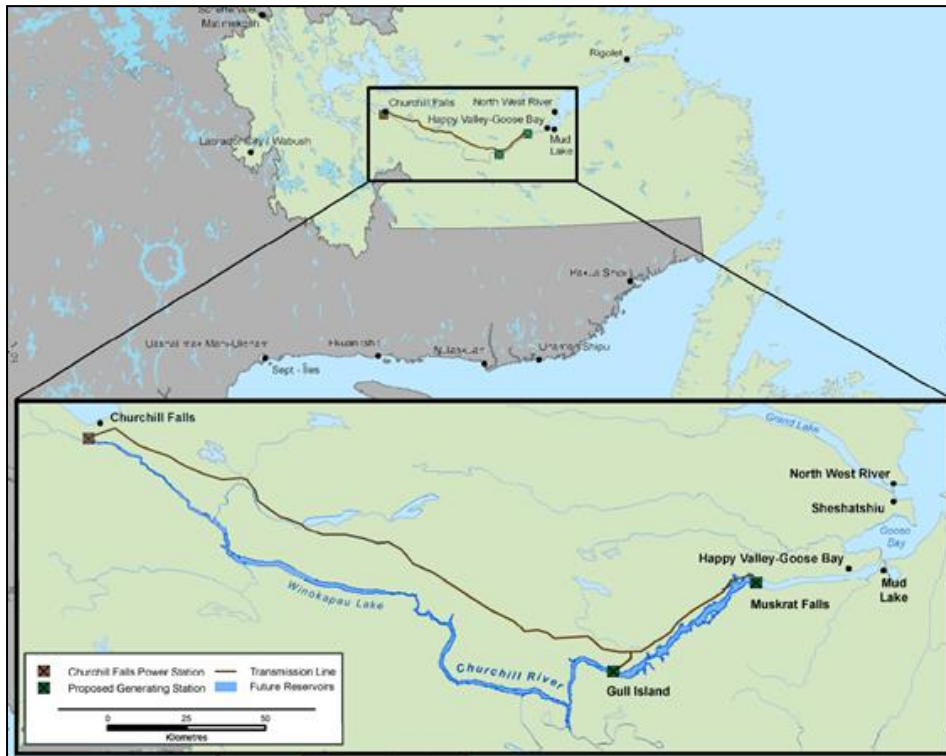 Rigolet
Churchill Falls
North West River
Happy Valley-Goose Bay
Mud
Lake
Labrador City / Wabush
Sept - Îles
Churchill Falls
Grand Lake
North West River
Sheshatshiu
Goose
Bay
Happy Valley-Goose Bay
Mud
Lake
Muskrat Falls
Winokapau Lake
Churchill River
Gull Island
Churchill Falls Power Station
Transmission Line
Proposed Generating Station
Future Reservoirs
0 25 50
Kilometres